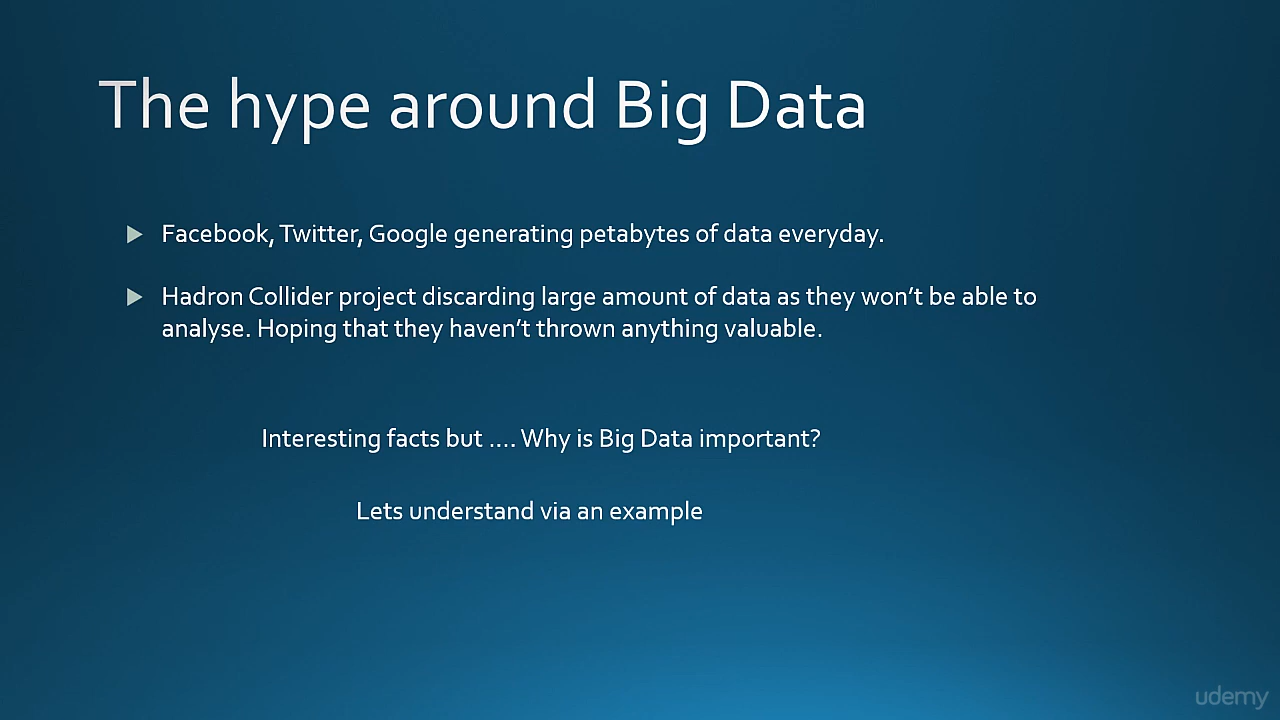 The hype around Big Data
Facebook, Twitter, Google generating petabytes of data everyday.
Hadron Collider project discarding large amount of data as they won't be able to
analyse. Hoping that they haven't thrown anything valuable.
Interesting facts but .... Why is Big Data important?
Lets understand via an example
udemy